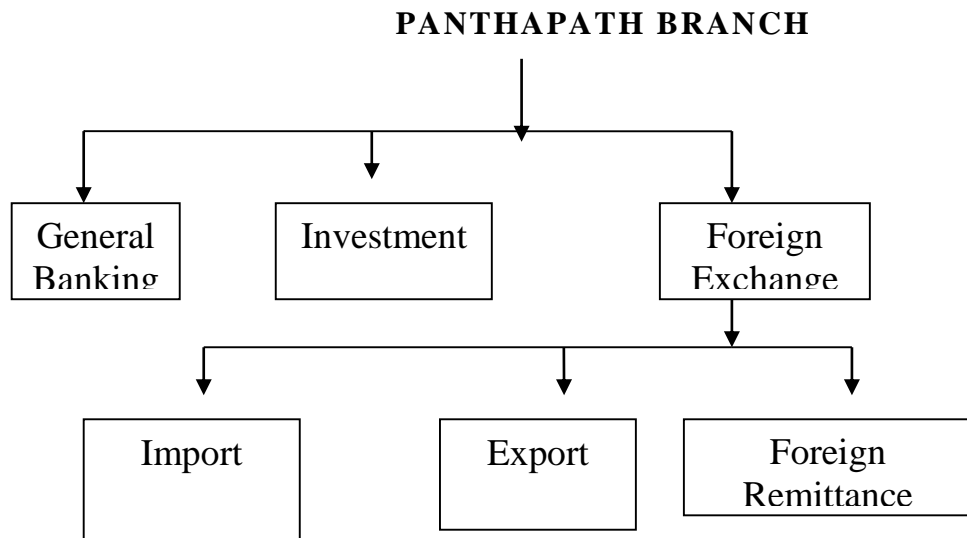 PANTHAPATH BRANCH
General
Banking
Investment
Foreign
Exchange
Import
Export
Foreign
Remittance